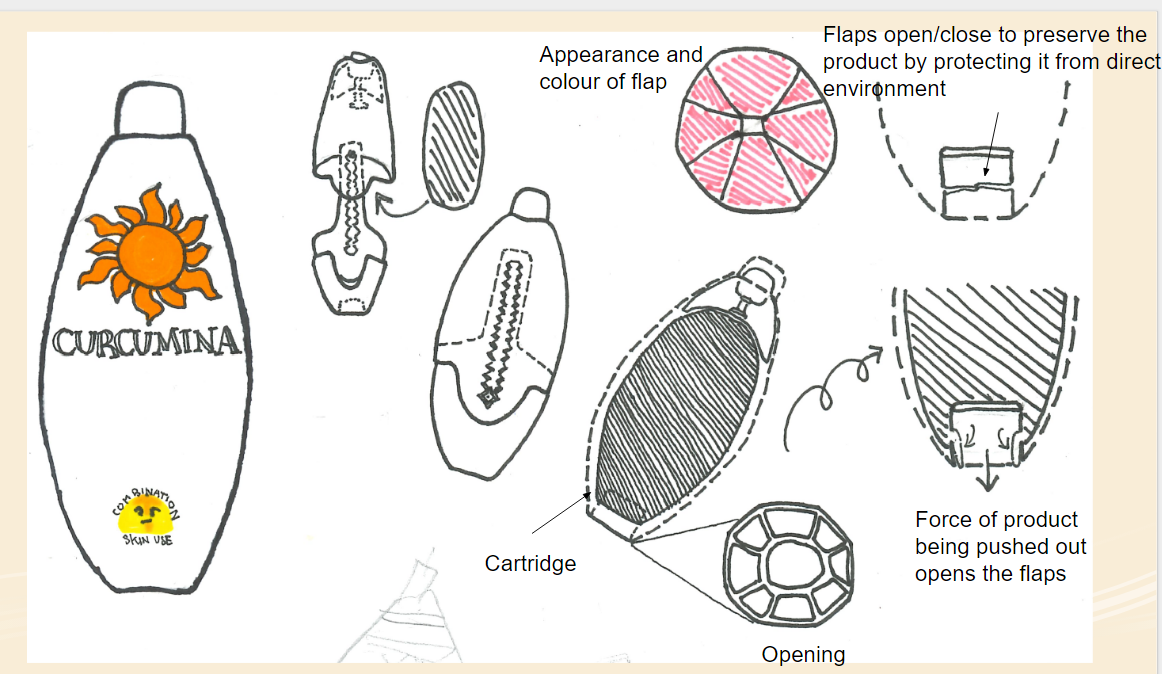 Appearance and
colour of flap
Flaps open/close to preserve the
product by protecting it from direct
environment
CURCUMINA
COMBINATION
SKIN USE
Cartridge
Force of product
being pushed out
opens the flaps
Opening